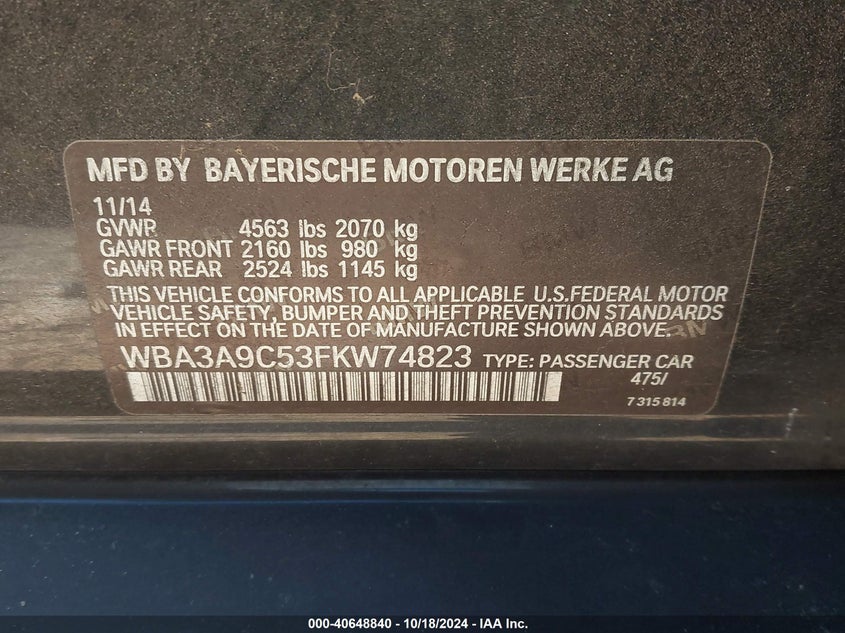 MFD BY BAYERISCHE MOTOREN WERKE AG
11/14
GVWR 4563 lbs 2070 kg
GAWR FRONT 2160 lbs 980 kg
GAWR REAR 2524 lbs 1145 kg
THIS VEHICLE CONFORMS TO ALL APPLICABLE U.S.FEDERAL MOTOR
VEHICLE SAFETY, BUMPER AND THEFT PREVENTION STANDARDS
IN EFFECT ON THE DATE OF MANUFACTURE SHOWN ABOVE.
WBA3A9C53FKW74823 TYPE: PASSENGER CAR
475/
7 315 814
000-40648840 - 10/18/2024 - IAA Inc.